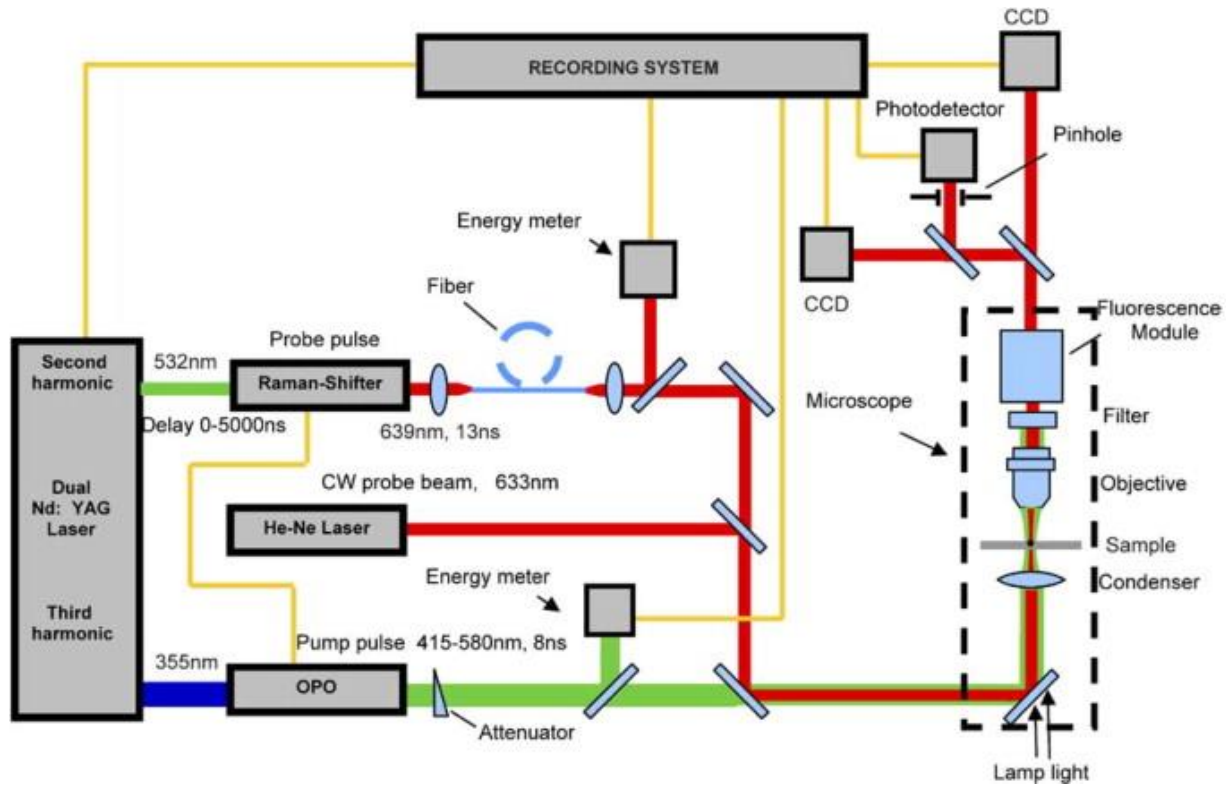 CCD
RECORDING SYSTEM
Photodetector
Pinhole
Energy meter
Fiber
CCD
Fluorescence
Module
Probe pulse
Second
harmonic
532nm
Raman-Shifter
Delay 0-5000ns
639nm, 13ns
Microscope
Filter
CW probe beam, 633nm
Objective
Dual
Nd: YAG
Laser
He-Ne Laser
Sample
Energy meter
Condenser
Third
harmonic
Pump pulse 415-580nm, 8ns
355nm
OPO
Attenuator
Lamp light